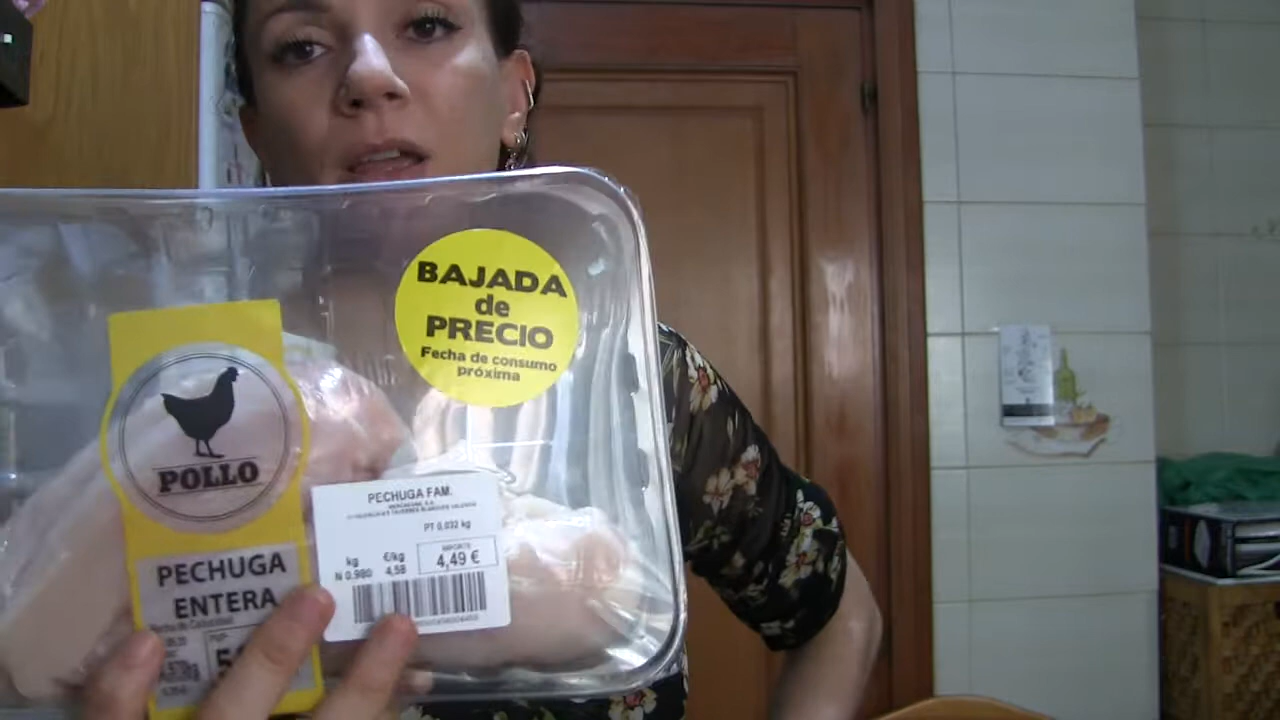 BAJADA
de
PRECIO
Fecha de consumo
próxima
POLLO
PECHUGA
ENTERA
PECHUGA FAM.
PT 0,032 kg
kg €/kg IMPORTE
N 0.980 4,58 4,49 €